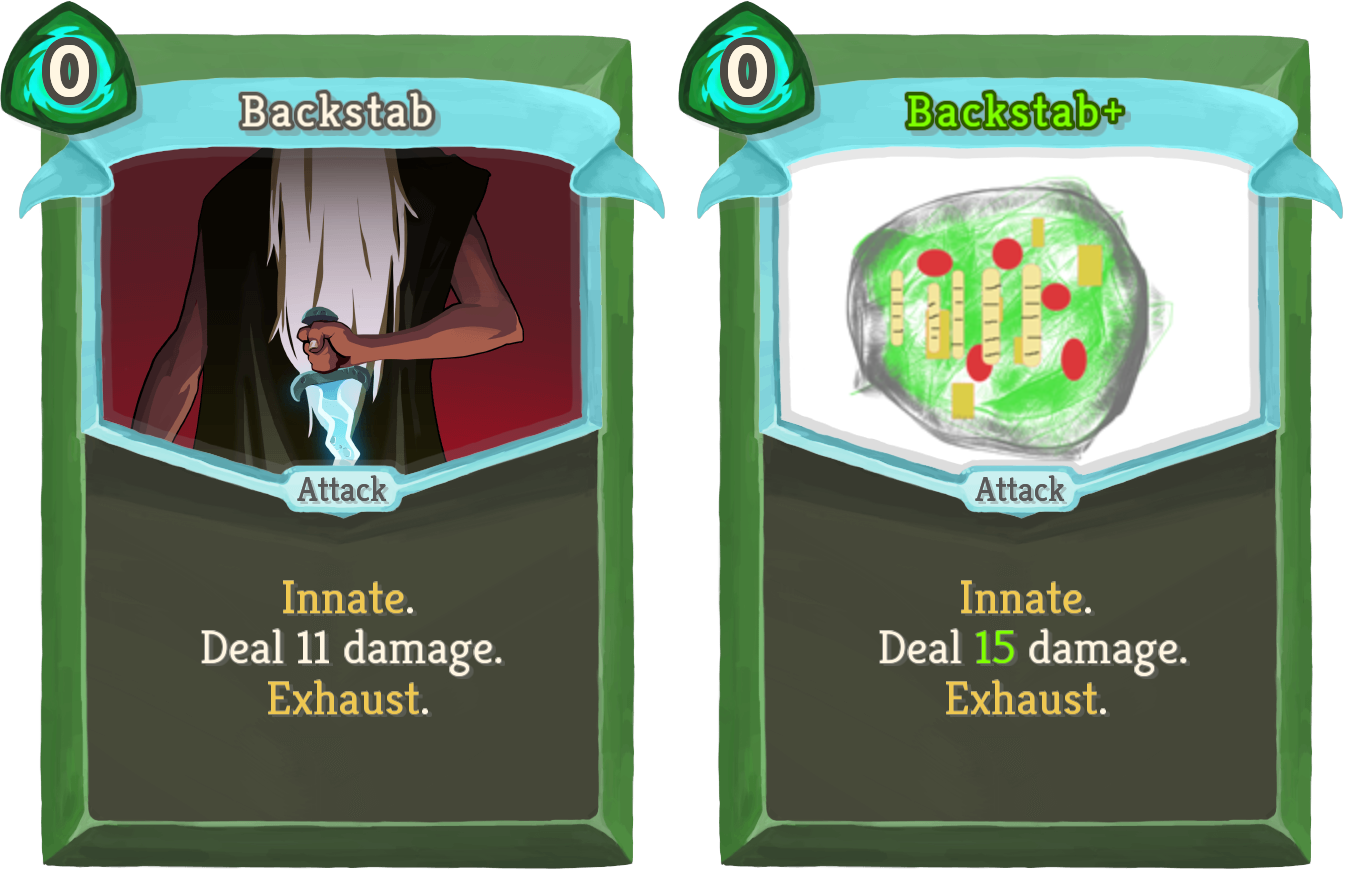 0
Backstab
Attack
Innate.
Deal 11 damage.
Exhaust.
0
Backstab+
Attack
Innate.
Deal 15 damage.
Exhaust.